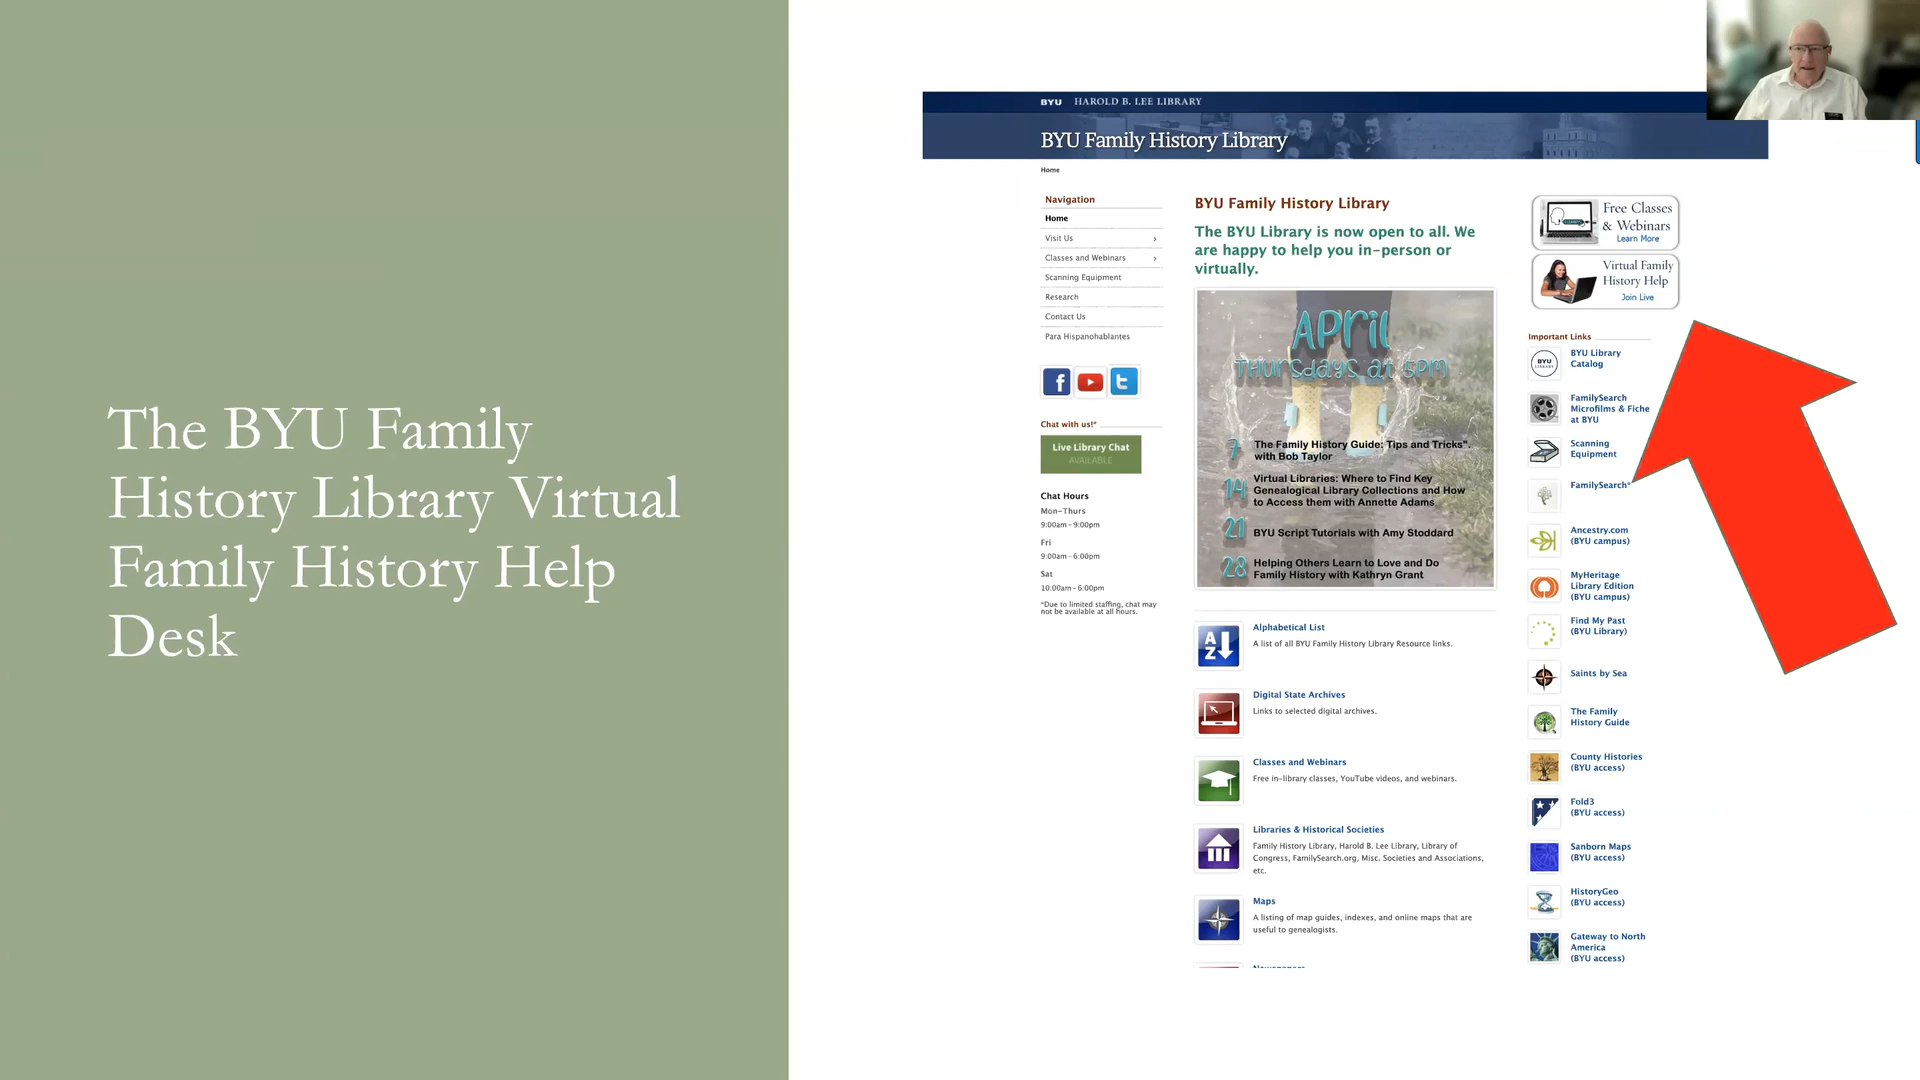 The BYU Family
History Library Virtual
Family History Help
Desk
BYU HAROLD B. LEE LIBRARY
BYU Family History Library
Home
Navigation
Home
Visit Us
Classes and Webinars
Scanning Equipment
Research
Contact Us
Para Hispanohablantes
Chat with us!*
Live Library Chat
AVAILABLE
Chat Hours
Mon-Thurs
9:00am - 9:00pm
Fri
9:00am - 6:00pm
Sat
10:00am - 6:00pm
*Due to limited staffing, chat may
not be available at all hours.
BYU Family History Library
The BYU Library is now open to all. We
are happy to help you in-person or
virtually.
APRIL
THURSDAYS AT 5PM
7 The Family History Guide: Tips and Tricks".
with Bob Taylor
14 Virtual Libraries: Where to Find Key
Genealogical Library Collections and How
to Access them with Annette Adams
21 BYU Script Tutorials with Amy Stoddard
28 Helping Others Learn to Love and Do
Family History with Kathryn Grant
A Z
Alphabetical List
A list of all BYU Family History Library Resource links.
Digital State Archives
Links to selected digital archives.
Classes and Webinars
Free in-library classes, YouTube videos, and webinars.
Libraries & Historical Societies
Family History Library, Harold B. Lee Library, Library of
Congress, FamilySearch.org, Misc. Societies and Associations,
etc.
Maps
A listing of map guides, indexes, and online maps that are
useful to genealogists.
Newspapers
Free Classes
& Webinars
Learn More
Virtual Family
History Help
Join Live
Important Links
BYU
LIBRARY
BYU Library
Catalog
FamilySearch
Microfilms & Fiche
at BYU
Scanning
Equipment
FamilySearch*
Ancestry.com
(BYU campus)
MyHeritage
Library Edition
(BYU campus)
Find My Past
(BYU Library)
Saints by Sea
The Family
History Guide
County Histories
(BYU access)
Fold3
(BYU access)
Sanborn Maps
(BYU access)
HistoryGeo
(BYU access)
Gateway to North
America
(BYU access)